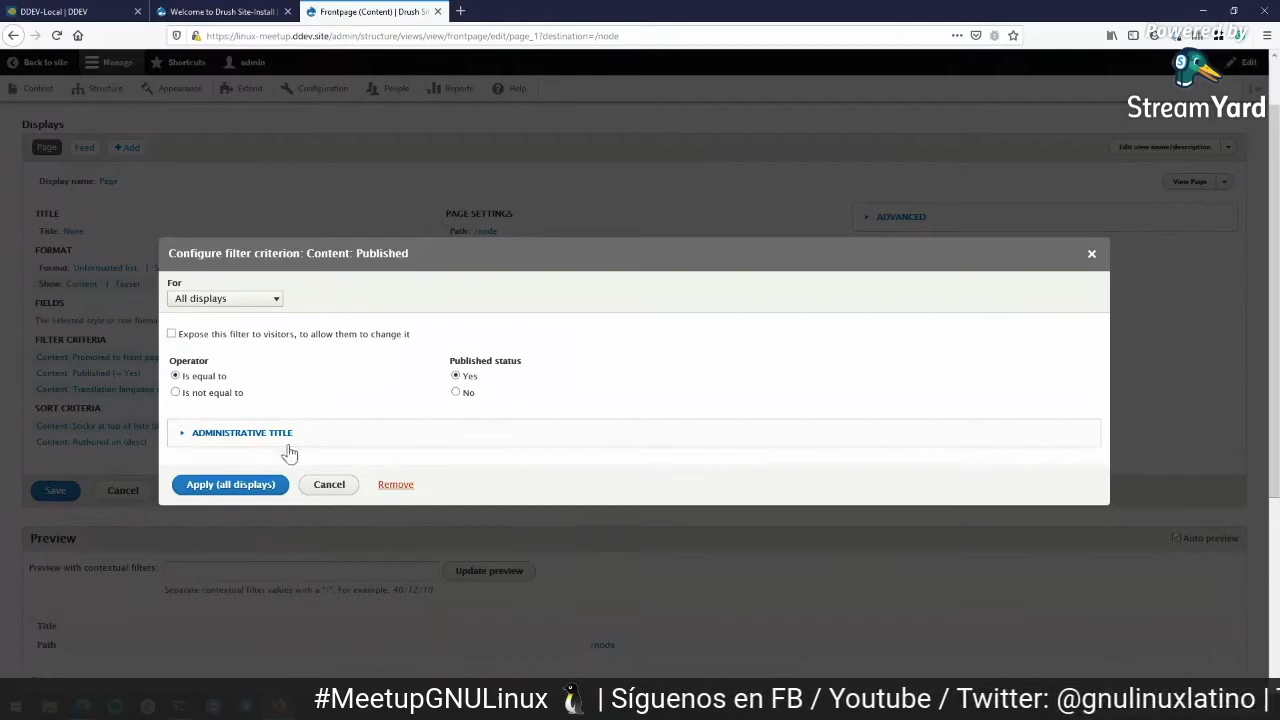 DDEV-Local | DDEV
Welcome to Drush Site-Install |
Frontpage (Content) | Drush S
https://linux-meetup.ddev.site/admin/structure/views/view/frontpage/edit/page_1?destination=/node
Powered by
StreamYard
Back to site
Manage
Shortcuts
admin
Edit
Content
Structure
Appearance
Extend
Configuration
People
Reports
Help
Displays
Page
Feed
+ Add
Edit view name/description
Display name: Page
View Page
TITLE
Title: None
FORMAT
Format: Unformatted list | S
Show: Content | Teaser
FIELDS
The selected style or row forma
FILTER CRITERIA
Content: Promoted to front pag
Content: Published (= Yes)
Content: Translation language (
SORT CRITERIA
Content: Sticky at top of lists (
Content: Authored on (desc)
PAGE SETTINGS
Path: /node
ADVANCED
Configure filter criterion: Content: Published
For
All displays
Expose this filter to visitors, to allow them to change it
Operator
Is equal to
Is not equal to
Published status
Yes
No
ADMINISTRATIVE TITLE
Apply (all displays)
Cancel
Remove
Save
Cancel
Preview
Auto preview
Preview with contextual filters:
Update preview
Separate contextual filter values with a "/". For example, 40/12/10.
Title
Path
/node
#MeetupGNULinux 🐧 | Síguenos en FB / Youtube / Twitter: @gnulinuxlatino |